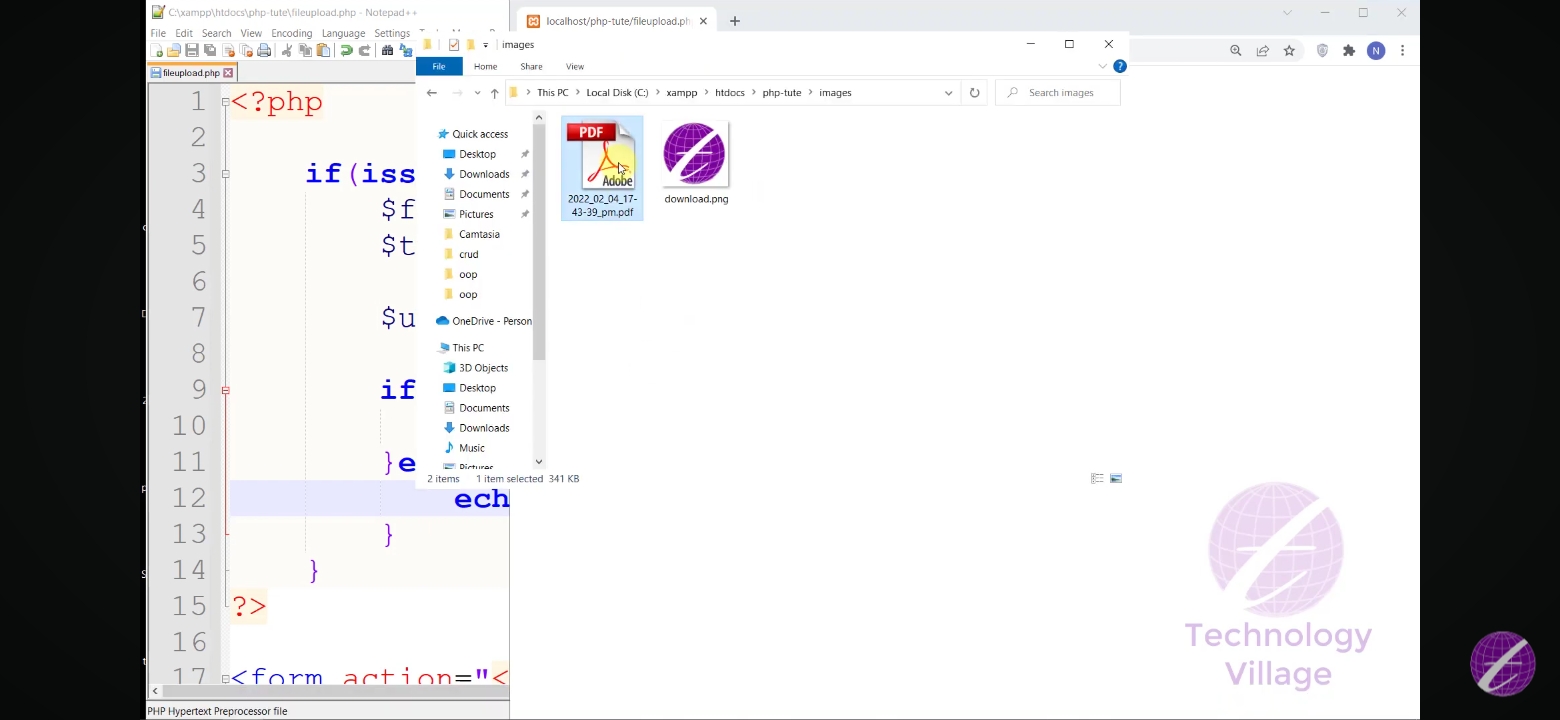 C:\xampp\htdocs\php-tute\fileupload.php - Notepad++
File Edit Search View Encoding Language Settings
fileupload.php
1 <?php
2
3 if(iss
4 $f
5 $t
6
7 $u
8
9 if
10
11 }e
12 ech
13 }
14 }
15 ?>
16
17 <form action="<
PHP Hypertext Preprocessor file
localhost/php-tute/fileupload.ph
N
images
File Home Share View
This PC Local Disk (C:) xampp htdocs php-tute images
Search images
Quick access
Desktop
Downloads
Documents
Pictures
Camtasia
crud
oop
oop
OneDrive - Person
This PC
3D Objects
Desktop
Documents
Downloads
Music
Pictures
PDF
Adobe
2022_02_04_17-
43-39_pm.pdf
download.png
2 items 1 item selected 341 KB
Technology
Village